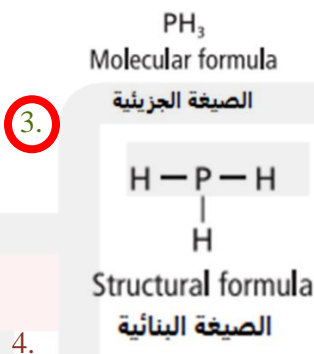 PH₃
Molecular formula
الصيغة الجزيئية
3.
H — P — H
|
H
Structural formula
الصيغة البنائية
4.